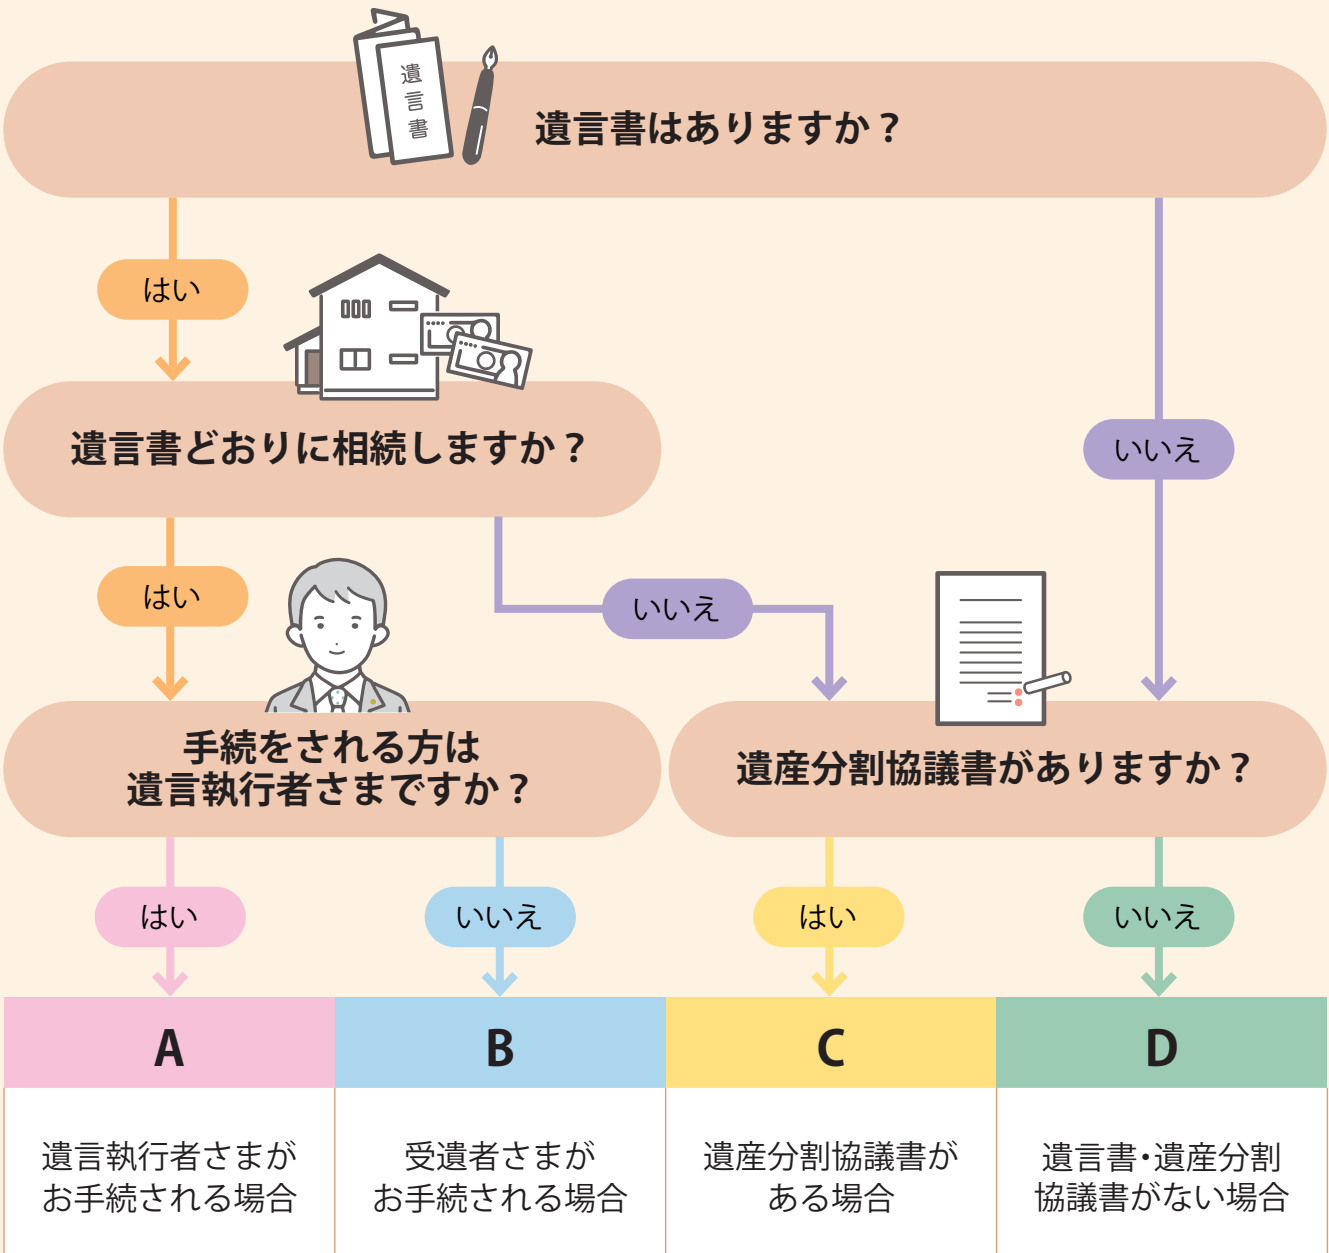 遺言書
遺言書はありますか？
はい
いいえ
遺言書どおりに相続しますか？
はい
いいえ
手続をされる方は
遺言執行者さまですか？
遺産分割協議書がありますか？
はい
いいえ
はい
いいえ
A
B
C
D
遺言執行者さまが
お手続される場合
受遺者さまが
お手続される場合
遺産分割協議書が
ある場合
遺言書・遺産分割
協議書がない場合